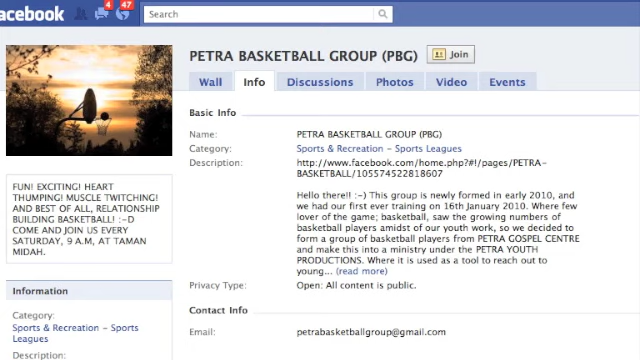 facebook
4
47
Search
PETRA BASKETBALL GROUP (PBG)
Join
Wall
Info
Discussions
Photos
Video
Events
Basic Info
Name: PETRA BASKETBALL GROUP (PBG)
Category: Sports & Recreation - Sports Leagues
Description: http://www.facebook.com/home.php?#!/pages/PETRA-
BASKETBALL/105574522818607
Hello there!! :-) This group is newly formed in early 2010, and
we had our first ever training on 16th January 2010. Where few
lover of the game; basketball, saw the growing numbers of
basketball players amidst of our youth work, so we decided to
form a group of basketball players from PETRA GOSPEL CENTRE
and make this into a ministry under the PETRA YOUTH
PRODUCTIONS. Where it is used as a tool to reach out to
young... (read more)
Privacy Type: Open: All content is public.
Contact Info
Email: petrabasketballgroup@gmail.com
FUN! EXCITING! HEART
THUMPING! MUSCLE TWITCHING!
AND BEST OF ALL, RELATIONSHIP
BUILDING BASKETBALL! :-D
COME AND JOIN US EVERY
SATURDAY, 9 A.M, AT TAMAN
MIDAH.
Information
Category:
Sports & Recreation - Sports
Leagues
Description: